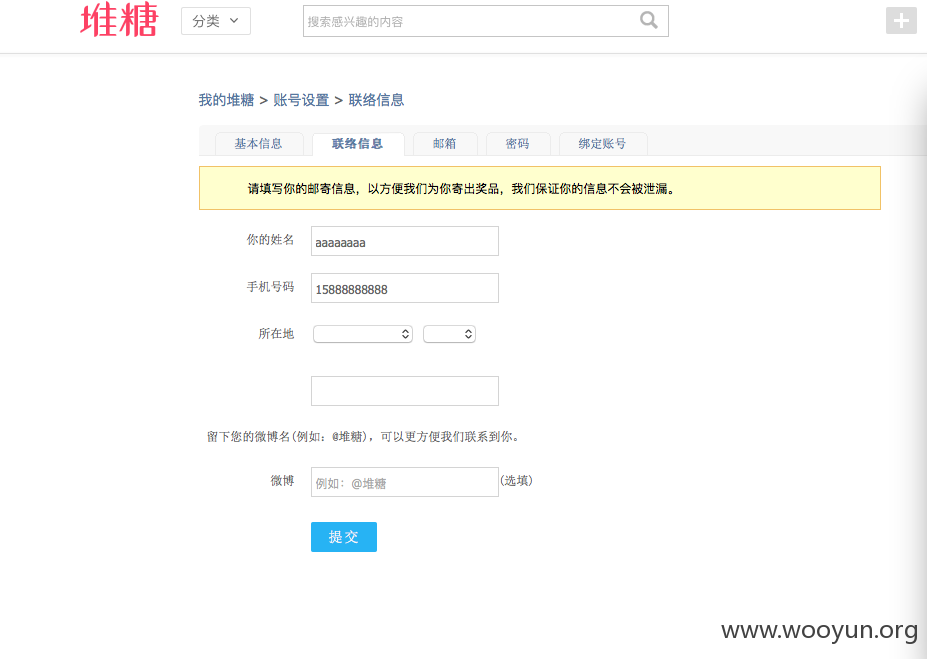 堆糖
分类
搜索感兴趣的内容
我的堆糖 > 账号设置 > 联络信息
基本信息 联络信息 邮箱 密码 绑定账号
请填写你的邮寄信息，以方便我们为你寄出奖品，我们保证你的信息不会被泄漏。
你的姓名 aaaaaaaa
手机号码 15888888888
所在地
留下您的微博名(例如：@堆糖)，可以更方便我们联系到你。
微博 例如：@堆糖 (选填)
提交
www.wooyun.org